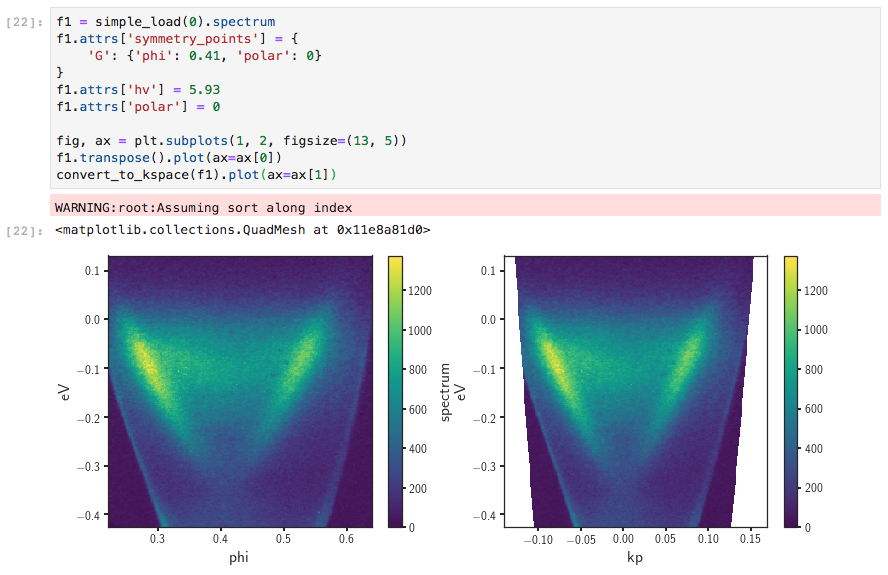 [22]:
f1 = simple_load(0).spectrum
f1.attrs['symmetry_points'] = {
    'G': {'phi': 0.41, 'polar': 0}
}
f1.attrs['hv'] = 5.93
f1.attrs['polar'] = 0
fig, ax = plt.subplots(1, 2, figsize=(13, 5))
f1.transpose().plot(ax=ax[0])
convert_to_kspace(f1).plot(ax=ax[1])
WARNING:root:Assuming sort along index
[22]:
<matplotlib.collections.QuadMesh at 0x11e8a81d0>
0.1
0.0
−0.1
−0.2
−0.3
−0.4
eV
0.3 0.4 0.5 0.6
phi
1200
1000
800
600
400
200
0
spectrum
0.1
0.0
−0.1
−0.2
−0.3
−0.4
eV
−0.10 −0.05 0.00 0.05 0.10 0.15
kp
1200
1000
800
600
400
200
0